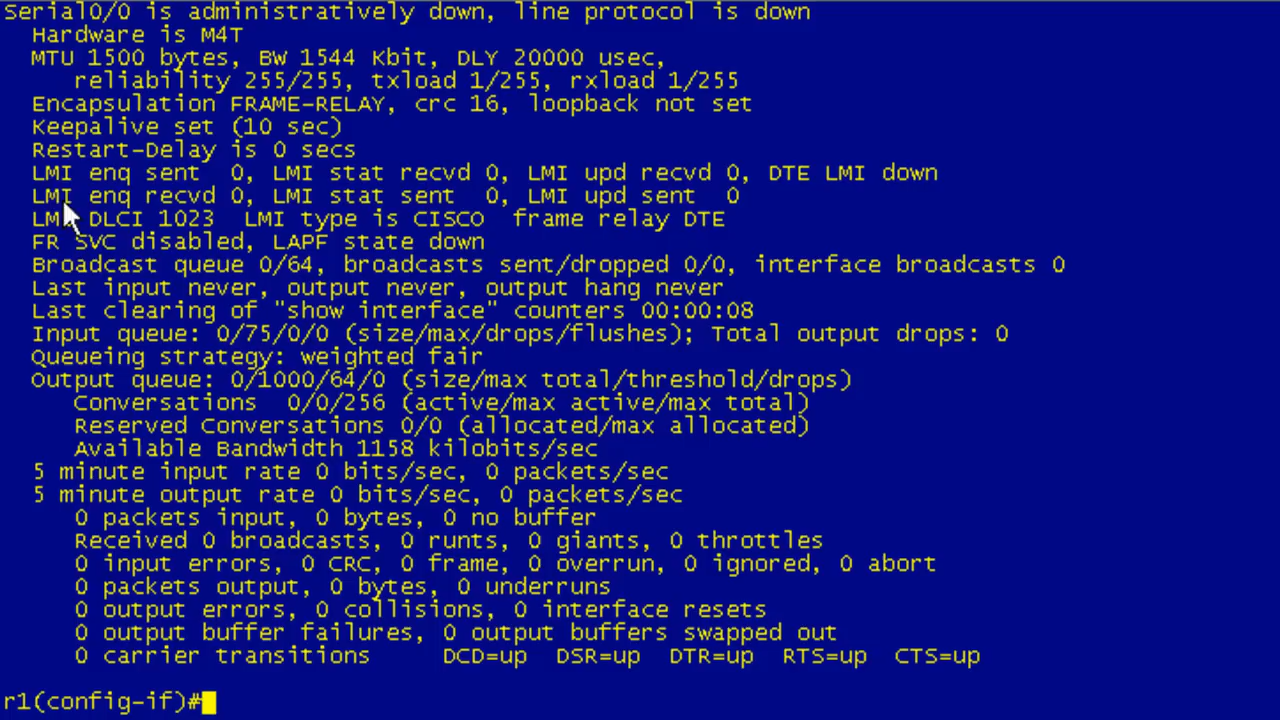 Serial0/0 is administratively down, line protocol is down
Hardware is M4T
MTU 1500 bytes, BW 1544 Kbit, DLY 20000 usec,
reliability 255/255, txload 1/255, rxload 1/255
Encapsulation FRAME-RELAY, crc 16, loopback not set
Keepalive set (10 sec)
Restart-Delay is 0 secs
LMI enq sent  0, LMI stat recvd 0, LMI upd recvd 0, DTE LMI down
LMI enq recvd 0, LMI stat sent  0, LMI upd sent  0
LMI DLCI 1023  LMI type is CISCO  frame relay DTE
FR SVC disabled, LAPF state down
Broadcast queue 0/64, broadcasts sent/dropped 0/0, interface broadcasts 0
Last input never, output never, output hang never
Last clearing of "show interface" counters 00:00:08
Input queue: 0/75/0/0 (size/max/drops/flushes); Total output drops: 0
Queueing strategy: weighted fair
Output queue: 0/1000/64/0 (size/max total/threshold/drops)
Conversations  0/0/256 (active/max active/max total)
Reserved Conversations 0/0 (allocated/max allocated)
Available Bandwidth 1158 kilobits/sec
5 minute input rate 0 bits/sec, 0 packets/sec
5 minute output rate 0 bits/sec, 0 packets/sec
0 packets input, 0 bytes, 0 no buffer
Received 0 broadcasts, 0 runts, 0 giants, 0 throttles
0 input errors, 0 CRC, 0 frame, 0 overrun, 0 ignored, 0 abort
0 packets output, 0 bytes, 0 underruns
0 output errors, 0 collisions, 0 interface resets
0 output buffer failures, 0 output buffers swapped out
0 carrier transitions     DCD=up  DSR=up  DTR=up  RTS=up  CTS=up
r1(config-if)#